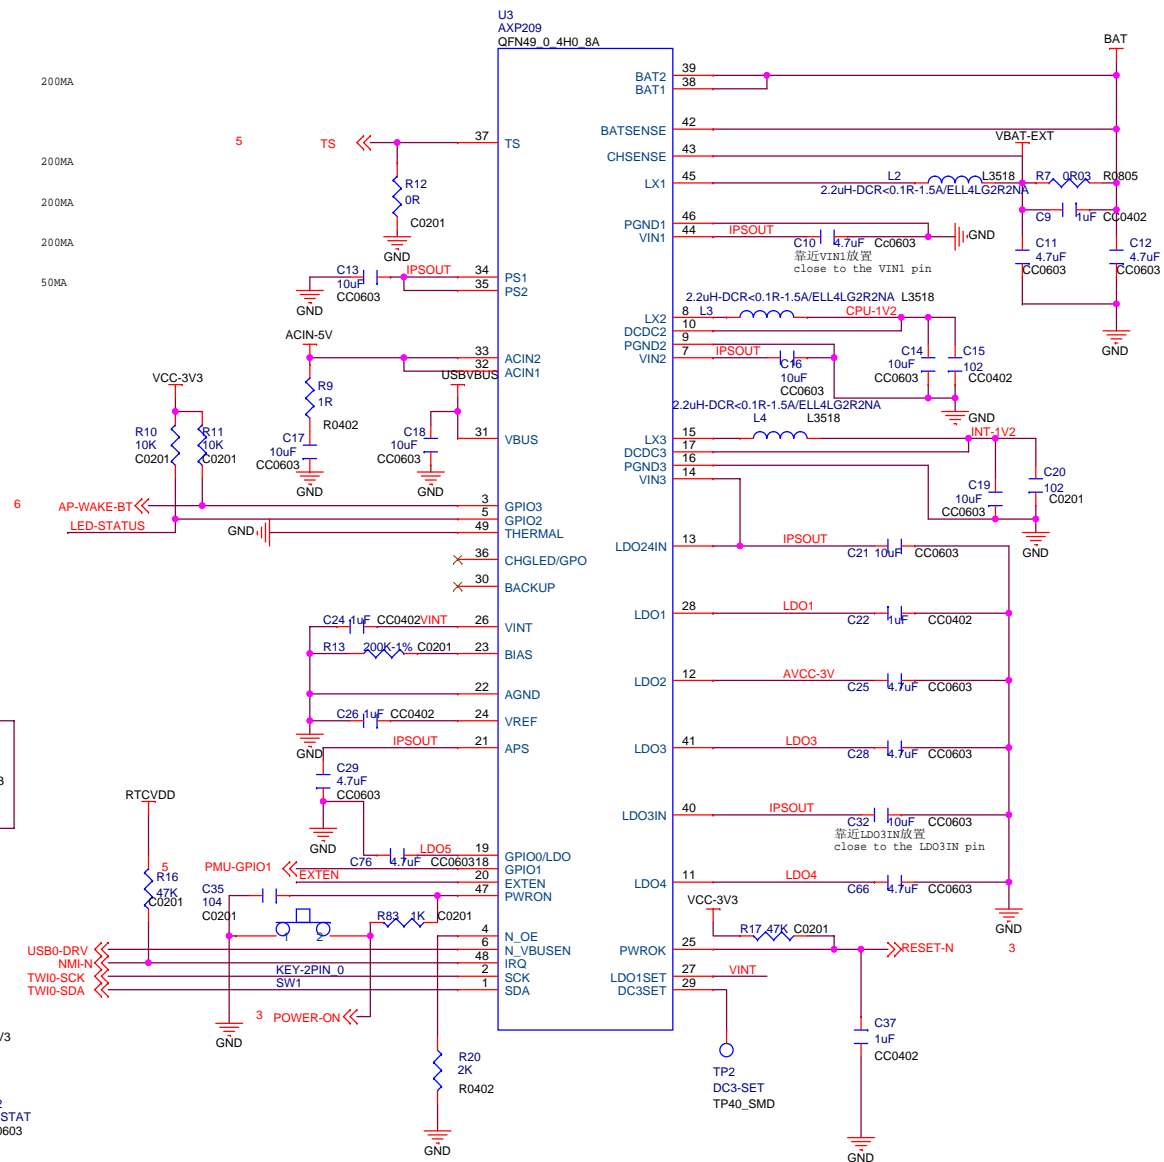 U3
AXP209
QFN49_0_4H0_8A
200MA
200MA
200MA
200MA
50MA
5
TS
37
TS
R12
0R
C0201
GND
C13
10uF
CC0603
IPSOUT
34
35
PS1
PS2
GND
ACIN-5V
33
32
ACIN2
ACIN1
R9
1R
R0402
C17
10uF
CC0603
GND
USBVBUS
C18
10uF
CC0603
GND
31
VBUS
VCC-3V3
R10
10K
C0201
R11
10K
C0201
6
AP-WAKE-BT
LED-STATUS
GND
3
5
49
GPIO3
GPIO2
THERMAL
36
CHGLED/GPO
30
BACKUP
C24 1uF CC0402 VINT
26
VINT
R13 200K-1% C0201
23
BIAS
22
AGND
C26 1uF CC0402
24
VREF
GND
IPSOUT
21
APS
C29
4.7uF
CC0603
GND
RTCVDD
5
R16
47K
C0201
C76 4.7uF CC0603
LDO5
19
GPIO0/LDO
PMU-GPIO1
18
GPIO1
EXTEN
20
EXTEN
47
PWRON
C35
104
C0201
1 2
R83 1K C0201
4
N_OE
USB0-DRV
6
N_VBUSEN
NMI-N
48
IRQ
TWI0-SCK
KEY-2PIN_0
2
SCK
TWI0-SDA
SW1
1
SDA
3 POWER-ON
GND
R20
2K
R0402
GND
V3
2
STAT
0603
3
BAT
39
38
BAT2
BAT1
42
BATSENSE
43
CHSENSE
VBAT-EXT
45
LX1
L2 L3518
2.2uH-DCR<0.1R-1.5A/ELL4LG2R2NA
R7 0R03 R0805
C9 1uF CC0402
46
44
PGND1
VIN1
IPSOUT
C10 4.7uF Cc0603
GND
靠近VIN1放置
close to the VIN1 pin
C11
4.7uF
CC0603
C12
4.7uF
CC0603
GND
2.2uH-DCR<0.1R-1.5A/ELL4LG2R2NA L3518
L3
CPU-1V2
8
10
9
7
LX2
DCDC2
PGND2
VIN2
IPSOUT
C16
10uF
CC0603
C14
10uF
CC0603
C15
102
CC0402
GND
2.2uH-DCR<0.1R-1.5A/ELL4LG2R2NA
L4 L3518
INT-1V2
15
17
16
14
LX3
DCDC3
PGND3
VIN3
C19
10uF
CC0603
C20
102
C0201
GND
13
LDO24IN
IPSOUT
C21 10uF CC0603
28
LDO1
LDO1
C22 1uF CC0402
12
LDO2
AVCC-3V
C25 4.7uF CC0603
41
LDO3
LDO3
C28 4.7uF CC0603
40
LDO3IN
IPSOUT
C32 10uF CC0603
靠近LDO3IN放置
close to the LDO3IN pin
11
LDO4
LDO4
C66 4.7uF CC0603
GND
VCC-3V3
R17 47K C0201
25
PWROK
RESET-N
3
27
LDO1SET
VINT
29
DC3SET
C37
1uF
CC0402
GND
TP2
DC3-SET
TP40_SMD